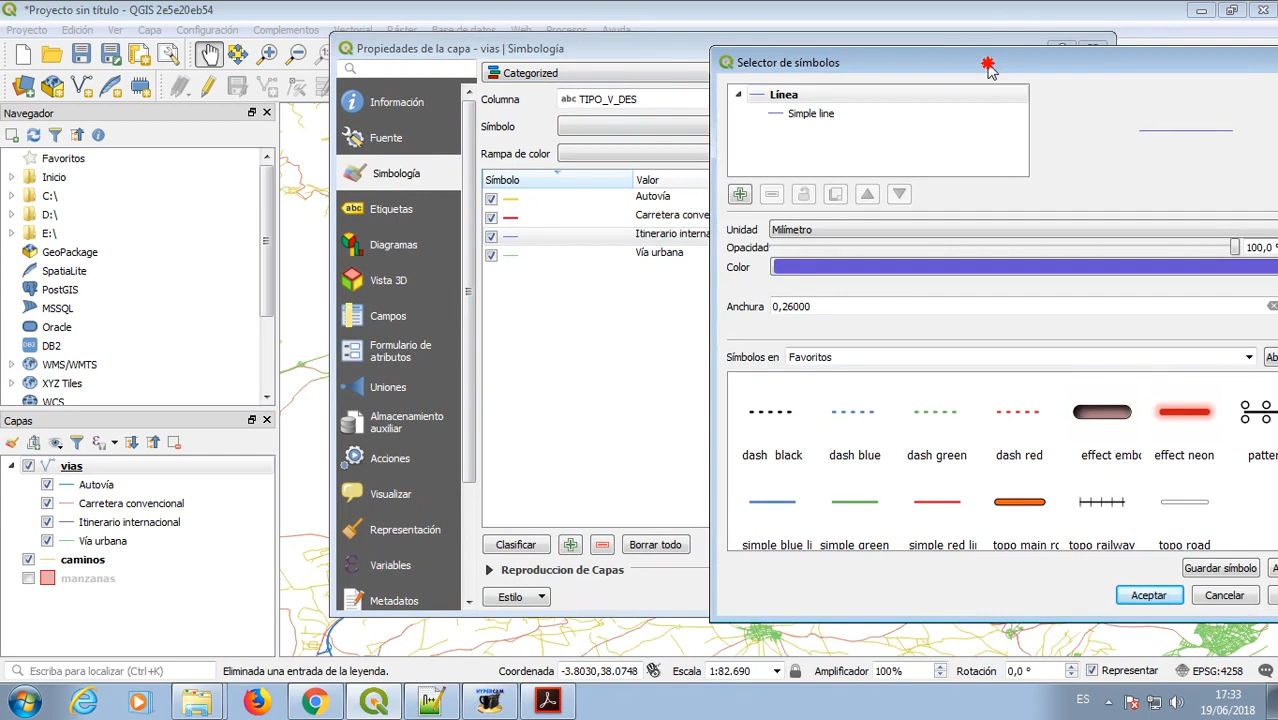 *Proyecto sin título - QGIS 2e5e20eb54
Proyecto Edición Ver Capa Configuración Complementos Vectorial Ráster Base de datos Web Procesos Ayuda
Propiedades de la capa - vias | Simbología
Selector de símbolos
Categorized
Línea
Información
Columna
abc TIPO_V_DES
Simple line
Navegador
Símbolo
Fuente
Rampa de color
Favoritos
Simbología
Símbolo
Valor
Inicio
Autovía
C:\
Etiquetas
Carretera conve
D:\
Itinerario intern
Unidad
Milímetro
E:\
Diagramas
Vía urbana
Opacidad
100,0
GeoPackage
Color
SpatiaLite
Vista 3D
PostGIS
MSSQL
Campos
Anchura
0,26000
Oracle
DB2
Formulario de
atributos
Símbolos en
Favoritos
WMS/WMTS
XYZ Tiles
Uniones
WCS
Almacenamiento
auxiliar
Capas
Acciones
dash black
dash blue
dash green
dash red
effect emb
effect neon
patter
vias
Autovía
Visualizar
Carretera convencional
Itinerario internacional
Representación
Vía urbana
Clasificar
Borrar todo
simple blue li
simple green
simple red lin
topo railway
topo road
caminos
Variables
Reproduccion de Capas
Guardar símbolo
manzanas
Metadatos
Estilo
Aceptar
Cancelar
Escriba para localizar (Ctrl+K)
Eliminada una entrada de la leyenda.
Coordenada -3.8030,38.0748
Escala 1:82.690
Amplificador 100%
Rotación 0,0 °
Representar
EPSG:4258
HYPERCAM
ES
17:33
19/06/2018